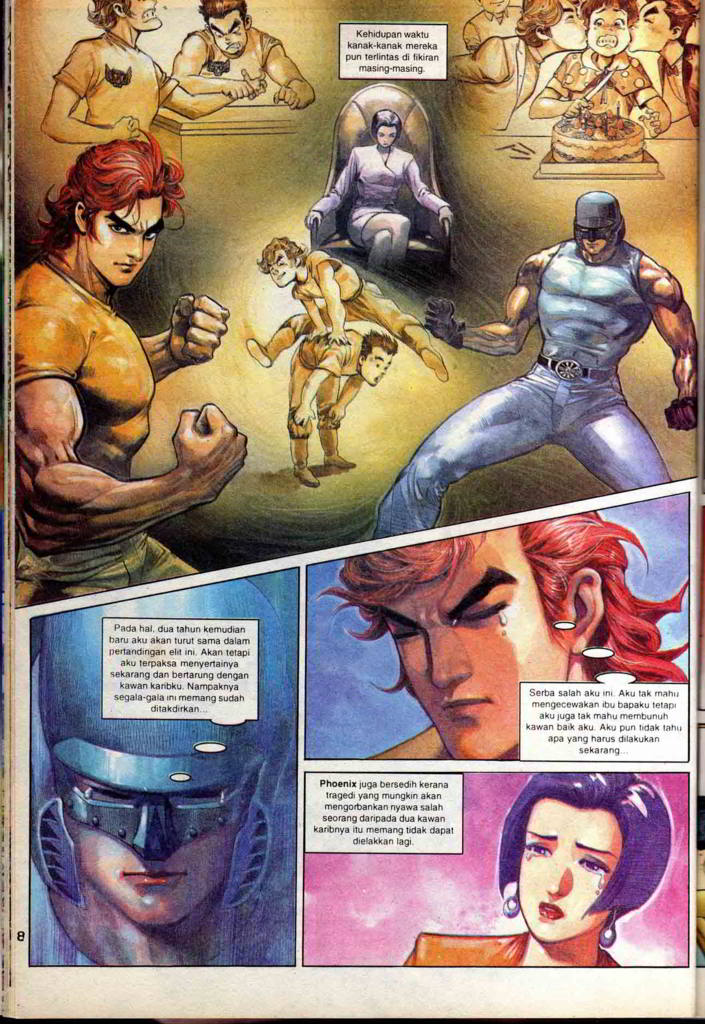 Kehidupan waktu
kanak-kanak mereka
pun terlintas di fikiran
masing-masing.
Pada hal, dua tahun kemudian
baru aku akan turut sama dalam
pertandingan elit ini. Akan tetapi
aku terpaksa menyertainya
sekarang dan bertarung dengan
kawan karibku. Nampaknya
segala-gala ini memang sudah
ditakdirkan...
Serba salah aku ini. Aku tak mahu
mengecewakan ibu bapaku tetapi
aku juga tak mahu membunuh
kawan baik aku. Aku pun tidak tahu
apa yang harus dilakukan
sekarang...
Phoenix juga bersedih kerana
tragedi yang mungkin akan
mengorbankan nyawa salah
seorang daripada dua kawan
karibnya itu memang tidak dapat
dielakkan lagi.
8